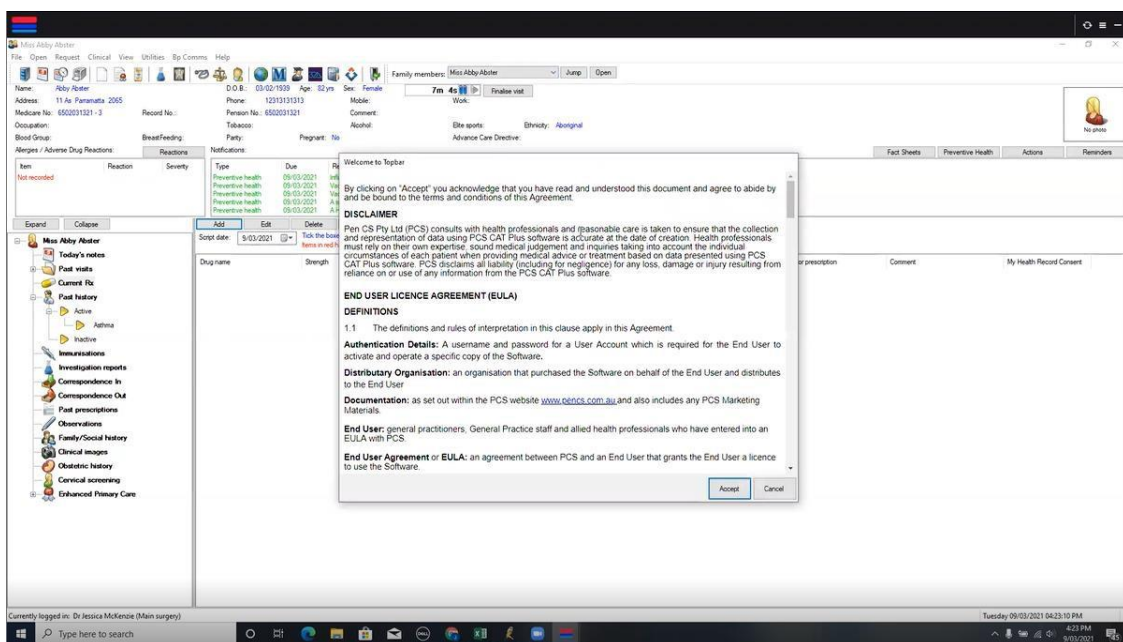 Miss Abby Abster
File Open Request Clinical View Utilities Bp Comms Help
Family members: Miss Abby Abster Jump Open
Name: Abby Abster D.O.B.: 03/02/1939 Age: 82 yrs Sex: Female 7m 4s Finalise visit
Address: 11 As Parramatta 2065 Phone: 12313131313 Mobile: Work:
Medicare No: 6502031321 - 3 Record No.: Pension No.: 6502031321 Comment:
Occupation: Tobacco: Alcohol: Elite sports: Ethnicity: Aboriginal
Blood Group: BreastFeeding: Party: Pregnant: No Advance Care Directive:
No photo
Allergies / Adverse Drug Reactions: Reactions Notifications: Fact Sheets Preventive Health Actions Reminders
Item Reaction Severity Type Due
Not recorded
Preventive health 09/03/2021
Preventive health 09/03/2021
Preventive health 09/03/2021
Preventive health 09/03/2021
Preventive health 09/03/2021
Expand Collapse Add Edit Delete
Script date: 9/03/2021 Tick the
Items in red
Drug name Strength or prescription Comment My Health Record Consent
Miss Abby Abster
Today's notes
Past visits
Current Rx
Past history
Active
Asthma
Inactive
Immunisations
Investigation reports
Correspondence In
Correspondence Out
Past prescriptions
Observations
Family/Social history
Clinical images
Obstetric history
Cervical screening
Enhanced Primary Care
Welcome to Topbar
By clicking on "Accept" you acknowledge that you have read and understood this document and agree to abide by
and be bound to the terms and conditions of this Agreement.
DISCLAIMER
Pen CS Pty Ltd (PCS) consults with health professionals and reasonable care is taken to ensure that the collection
and representation of data using PCS CAT Plus software is accurate at the date of creation. Health professionals
must rely on their own expertise, sound medical judgement and inquiries taking into account the individual
circumstances of each patient when providing medical advice or treatment based on data presented using PCS
CAT Plus software. PCS disclaims all liability (including for negligence) for any loss, damage or injury resulting from
reliance on or use of any information from the PCS CAT Plus software.
END USER LICENCE AGREEMENT (EULA)
DEFINITIONS
1.1 The definitions and rules of interpretation in this clause apply in this Agreement.
Authentication Details: A username and password for a User Account which is required for the End User to
activate and operate a specific copy of the Software.
Distributary Organisation: an organisation that purchased the Software on behalf of the End User and distributes
to the End User
Documentation: as set out within the PCS website www.pencs.com.au and also includes any PCS Marketing
Materials.
End User: general practitioners, General Practice staff and allied health professionals who have entered into an
EULA with PCS.
End User Agreement or EULA: an agreement between PCS and an End User that grants the End User a licence
to use the Software.
Accept Cancel
Currently logged in: Dr Jessica McKenzie (Main surgery) Tuesday 09/03/2021 04:23:10 PM
Type here to search
4:23 PM
9/03/2021